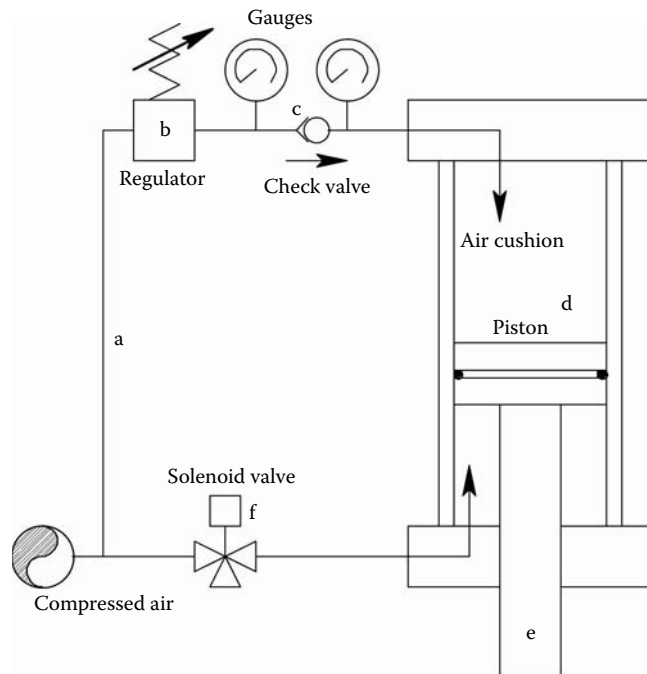 Gauges
c
b
Regulator
Check valve
Air cushion
d
Piston
a
Solenoid valve
f
Compressed air
e